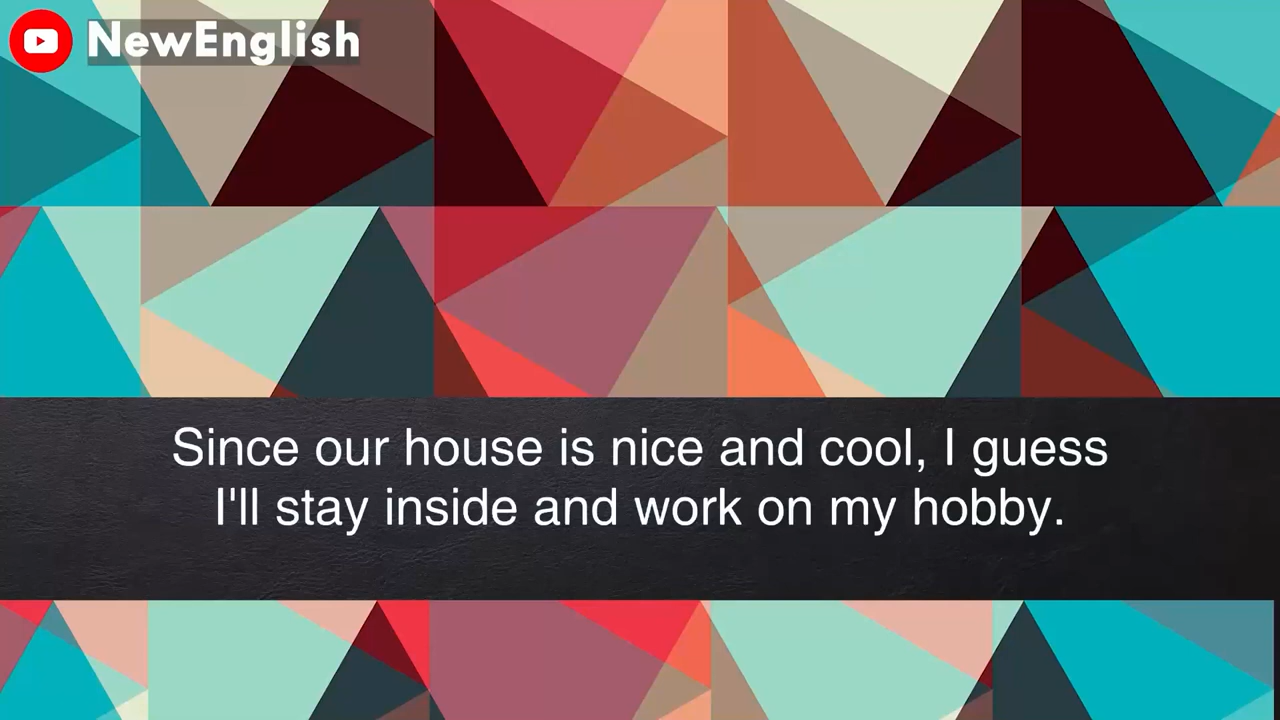 NewEnglish
Since our house is nice and cool, I guess
I'll stay inside and work on my hobby.